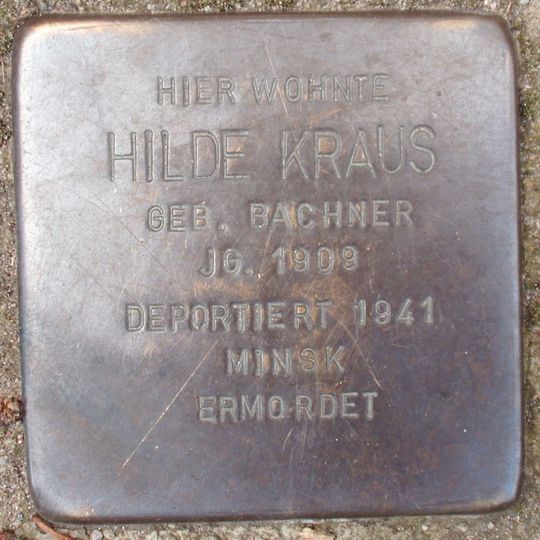 HIER WOHNTE
HILDE KRAUS
GEB. BACHNER
JG. 1909
DEPORTIERT 1941
MINSK
ERMORDET